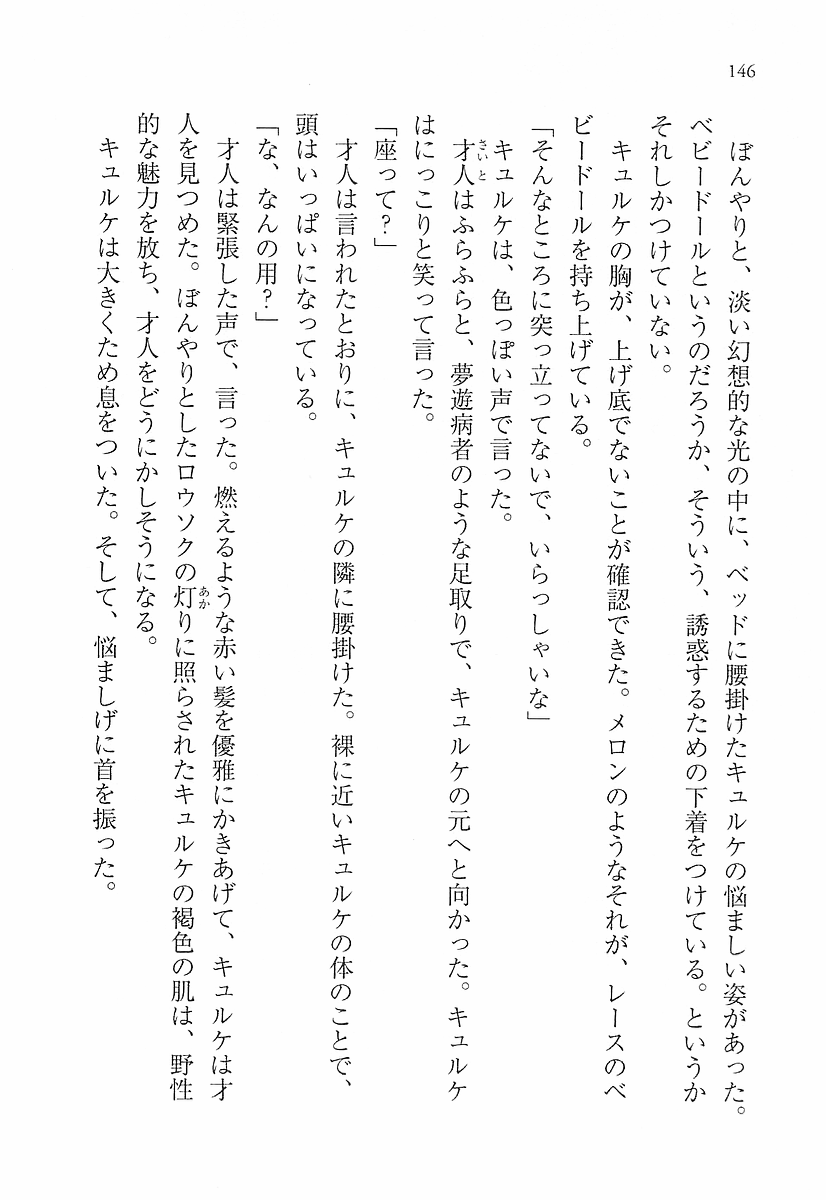 146
ぼんやりと、淡い幻想的な光の中に、ベッドに腰掛けたキュルケの悩ましい姿があった。
ベビードールというのだろうか、そういう、誘惑するための下着をつけている。というか
それしかつけていない。
キュルケの胸が、上げ底でないことが確認できた。メロンのようなそれが、レースのベ
ビードールを持ち上げている。
「そんなところに突っ立ってないで、いらっしゃいな」
キュルケは、色っぽい声で言った。
才人はふらふらと、夢遊病者のような足取りで、キュルケの元へと向かった。キュルケ
はにっこりと笑って言った。
「座って?」
才人は言われたとおりに、キュルケの隣に腰掛けた。裸に近いキュルケの体のことで、
頭はいっぱいになっている。
「な、なんの用?」
才人は緊張した声で、言った。燃えるような赤い髪を優雅にかきあげて、キュルケは才
人を見つめた。ぼんやりとしたロウソクの灯りに照らされたキュルケの褐色の肌は、野性
的な魅力を放ち、才人をどうにかしそうになる。
キュルケは大きくため息をついた。そして、悩ましげに首を振った。